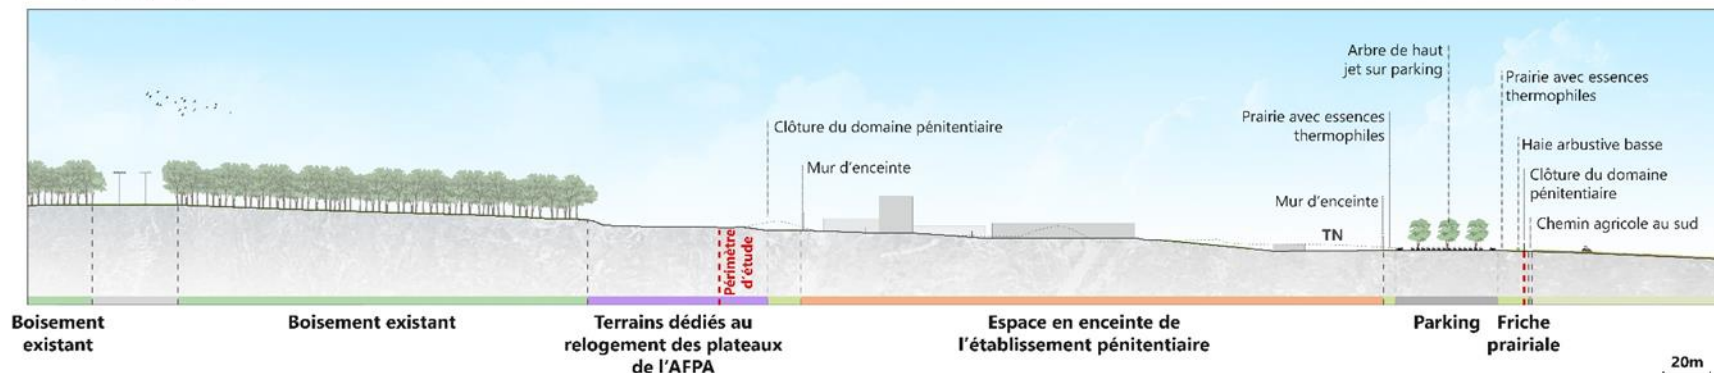 Arbre de haut
jet sur parking
Prairie avec essences
thermophiles
Prairie avec essences
thermophiles
Clôture du domaine pénitentiaire
Haie arbustive basse
Mur d'enceinte
Clôture du domaine
pénitentiaire
Mur d'enceinte
Chemin agricole au sud
TN
Périmètre
d'étude
Boisement
existant
Boisement existant
Terrains dédiés au
relogement des plateaux
de l'AFPA
Espace en enceinte de
l'établissement pénitentiaire
Parking
Friche
prairiale
20m